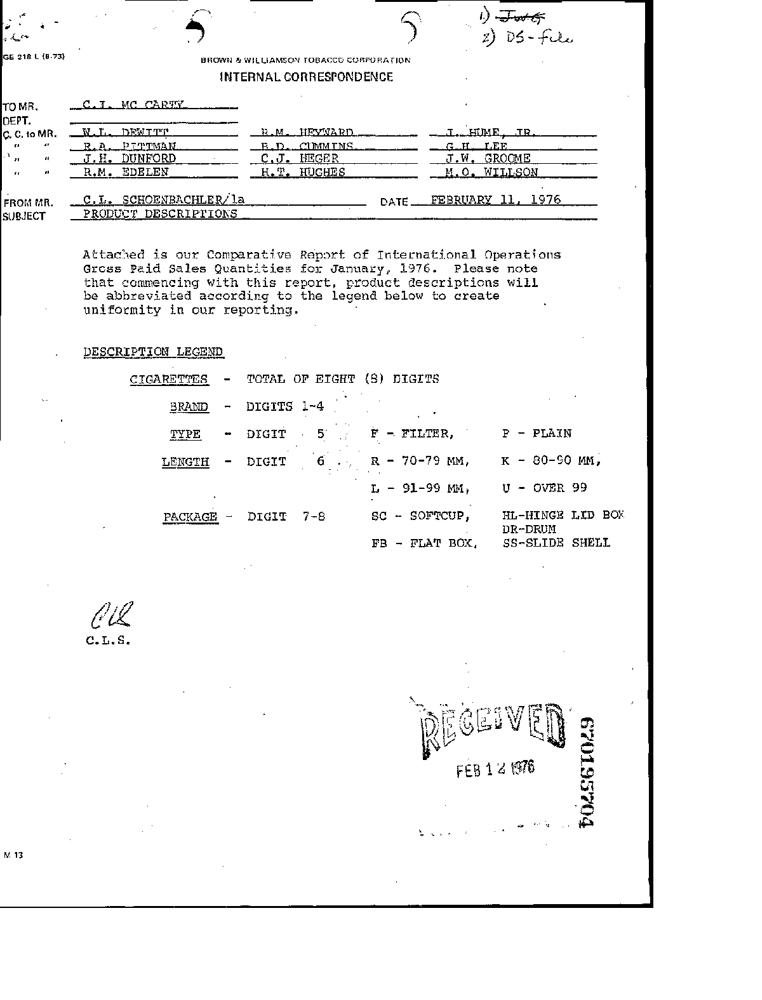 2) DS-file
GE 218 L (8-73)
BROWN & WILLIAMSON TOBACCO CORPORATION
INTERNAL CORRESPONDENCE
TO MR. C.I. MC CARTY
DEPT.
C. C. to MR. W.L. DEWITT H.M. HEYWARD J. HUME, JR.
" " R.A. PITTMAN R.D. CUMMINS G.H. LEE
" " J.H. DUNFORD C.J. HEGER J.W. GROOME
" " R.M. EDELEN H.T. HUGHES M.O. WILLSON
FROM MR. C.L. SCHOENBACHLER/la DATE FEBRUARY 11, 1976
SUBJECT PRODUCT DESCRIPTIONS
Attached is our Comparative Report of International Operations
Gross Paid Sales Quantities for January, 1976. Please note
that commencing with this report, product descriptions will
be abbreviated according to the legend below to create
uniformity in our reporting.
DESCRIPTION LEGEND
CIGARETTES - TOTAL OF EIGHT (8) DIGITS
BRAND - DIGITS 1-4
TYPE - DIGIT 5 F - FILTER, P - PLAIN
LENGTH - DIGIT 6 R - 70-79 MM, K - 80-90 MM,
L - 91-99 MM, U - OVER 99
PACKAGE - DIGIT 7-8 SC - SOFTCUP, HL-HINGE LID BOX
DR-DRUM
FB - FLAT BOX, SS-SLIDE SHELL
C.L.S.
RECEIVED
FEB 12 1976
670195704
M 13